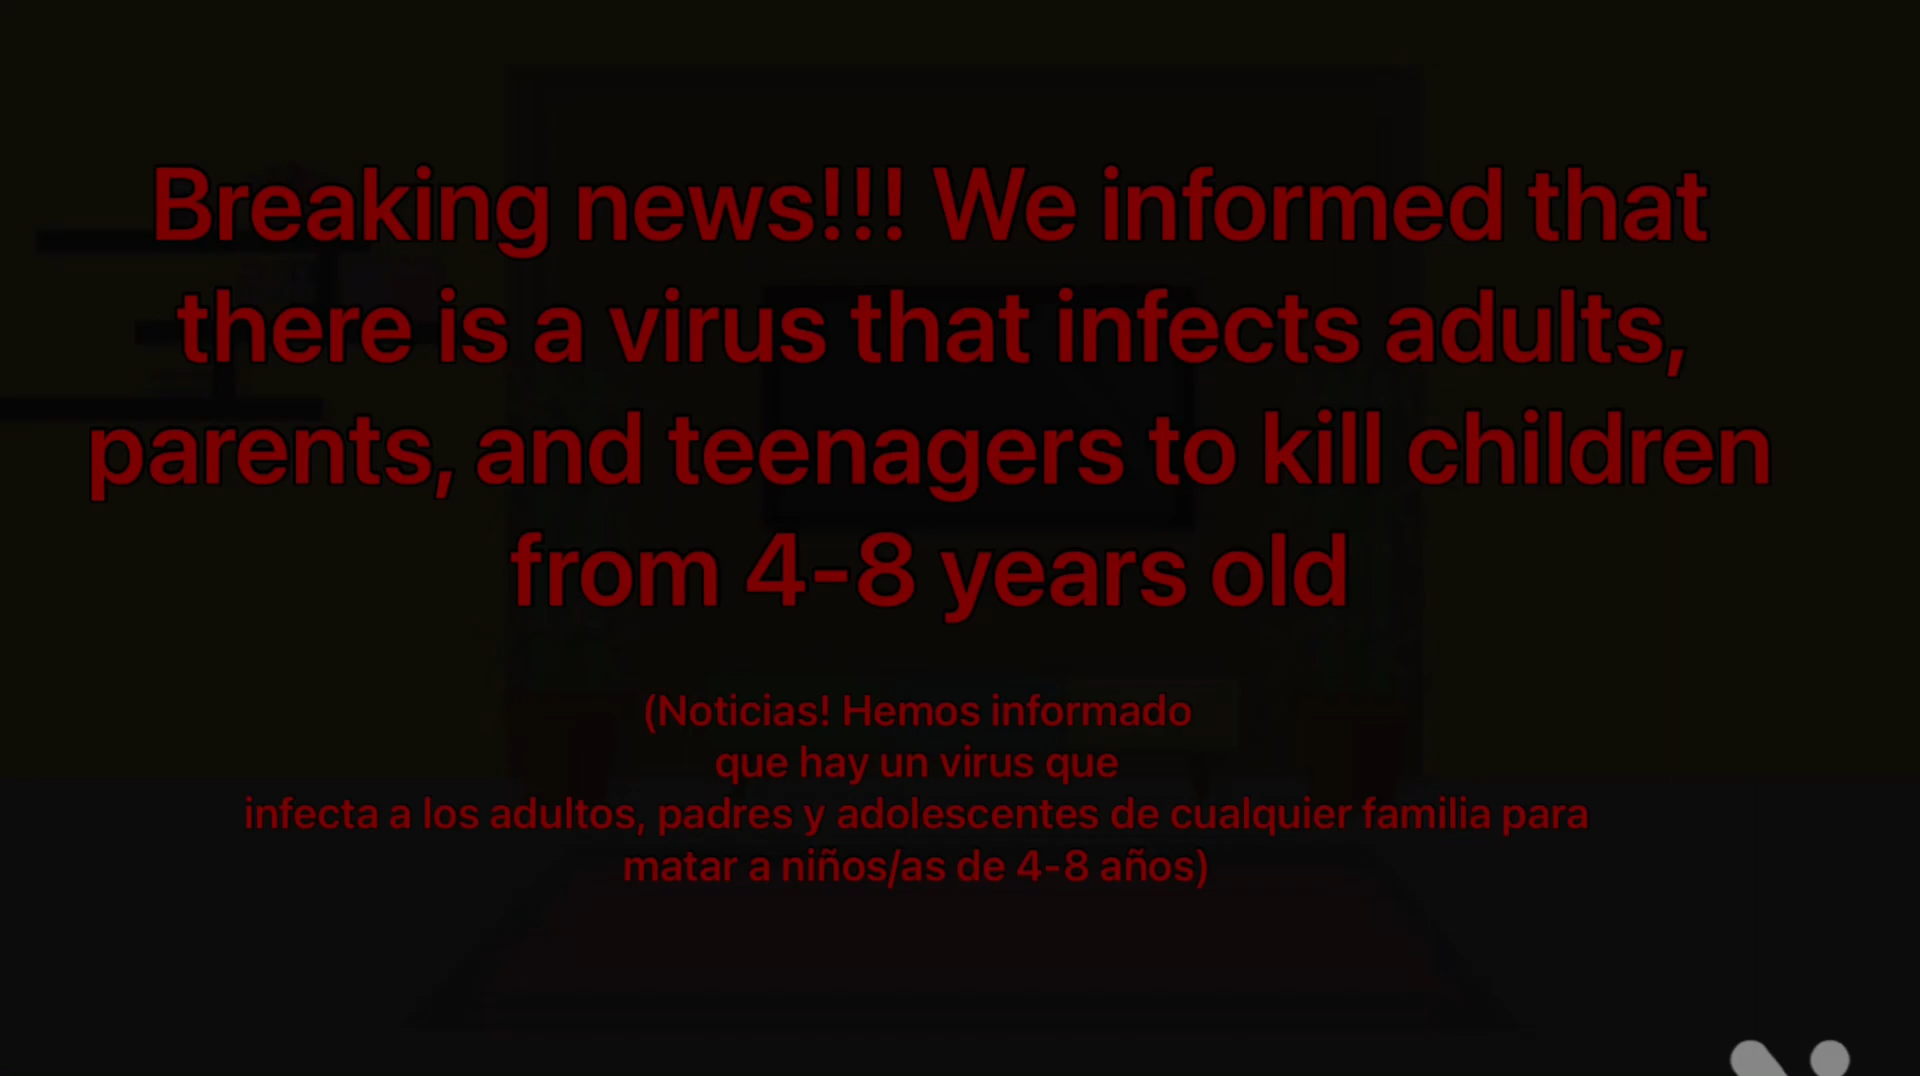 Breaking news!!! We informed that
there is a virus that infects adults,
parents, and teenagers to kill children
from 4-8 years old
(Noticias! Hemos informado
que hay un virus que
infecta a los adultos, padres y adolescentes de cualquier familia para
matar a niños/as de 4-8 años)